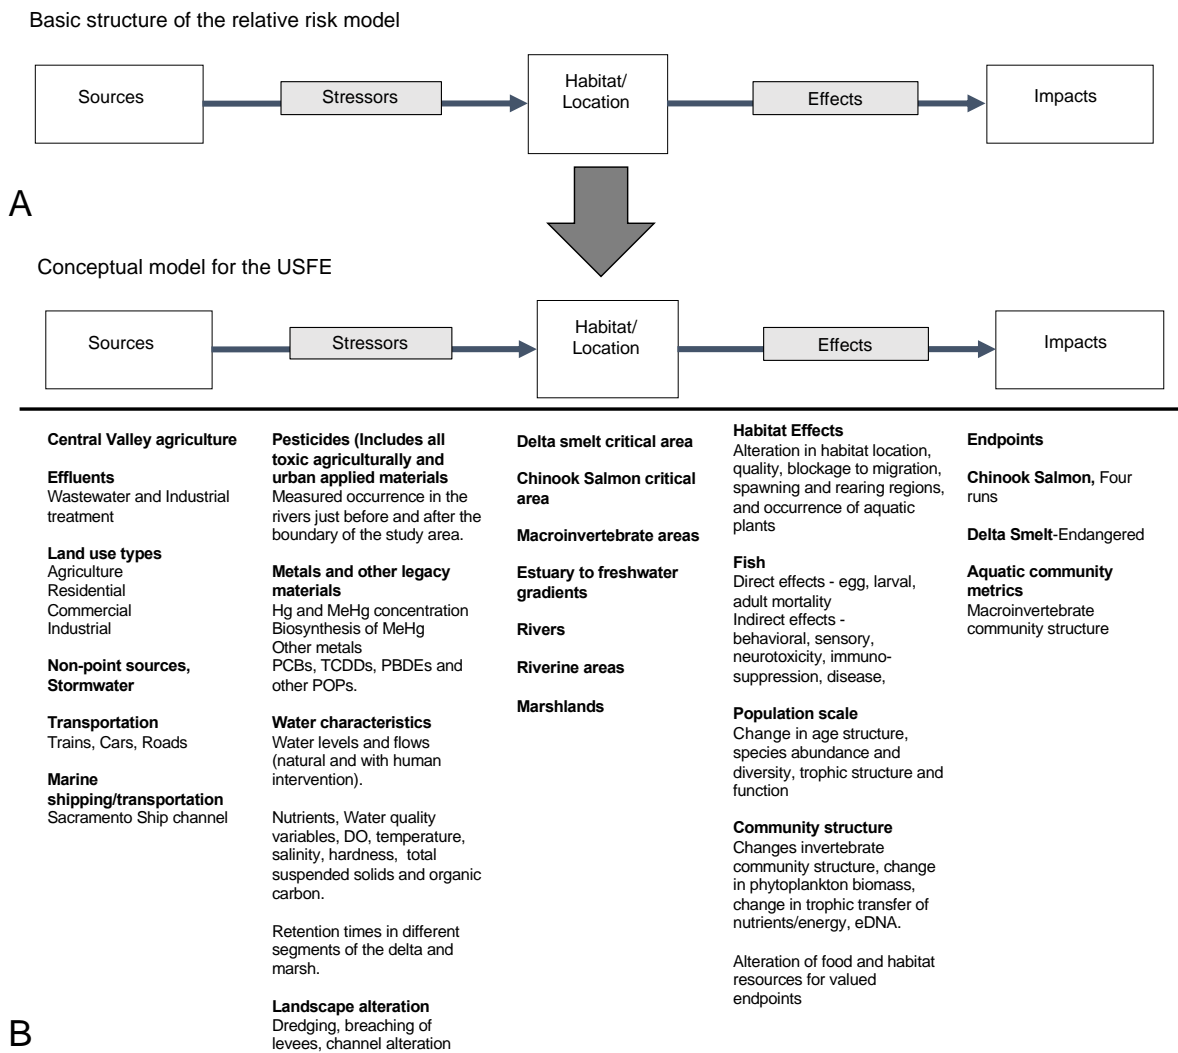 Basic structure of the relative risk model
Sources
Stressors
Habitat/
Location
Effects
Impacts
A
Conceptual model for the USFE
Sources
Stressors
Habitat/
Location
Effects
Impacts
Central Valley agriculture
Effluents
Wastewater and Industrial
treatment
Land use types
Agriculture
Residential
Commercial
Industrial
Non-point sources,
Stormwater
Transportation
Trains, Cars, Roads
Marine
shipping/transportation
Sacramento Ship channel
Pesticides (Includes all
toxic agriculturally and
urban applied materials
Measured occurrence in the
rivers just before and after the
boundary of the study area.
Metals and other legacy
materials
Hg and MeHg concentration
Biosynthesis of MeHg
Other metals
PCBs, TCDDs, PBDEs and
other POPs.
Water characteristics
Water levels and flows
(natural and with human
intervention).
Nutrients, Water quality
variables, DO, temperature,
salinity, hardness, total
suspended solids and organic
carbon.
Retention times in different
segments of the delta and
marsh.
Landscape alteration
Dredging, breaching of
levees, channel alteration
Delta smelt critical area
Chinook Salmon critical
area
Macroinvertebrate areas
Estuary to freshwater
gradients
Rivers
Riverine areas
Marshlands
Habitat Effects
Alteration in habitat location,
quality, blockage to migration,
spawning and rearing regions,
and occurrence of aquatic
plants
Fish
Direct effects - egg, larval,
adult mortality
Indirect effects -
behavioral, sensory,
neurotoxicity, immuno-
suppression, disease,
Population scale
Change in age structure,
species abundance and
diversity, trophic structure and
function
Community structure
Changes invertebrate
community structure, change
in phytoplankton biomass,
change in trophic transfer of
nutrients/energy, eDNA.
Alteration of food and habitat
resources for valued
endpoints
Endpoints
Chinook Salmon, Four
runs
Delta Smelt-Endangered
Aquatic community
metrics
Macroinvertebrate
community structure
B